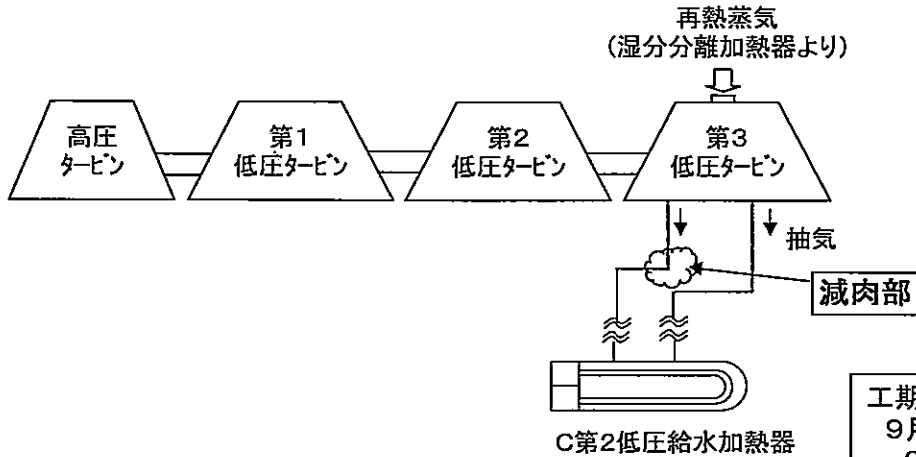 再熱蒸気
(湿分分離加熱器より)
高圧
タービン
第1
低圧タービン
第2
低圧タービン
第3
低圧タービン
抽気
減肉部
C第2低圧給水加熱器
工期
9月